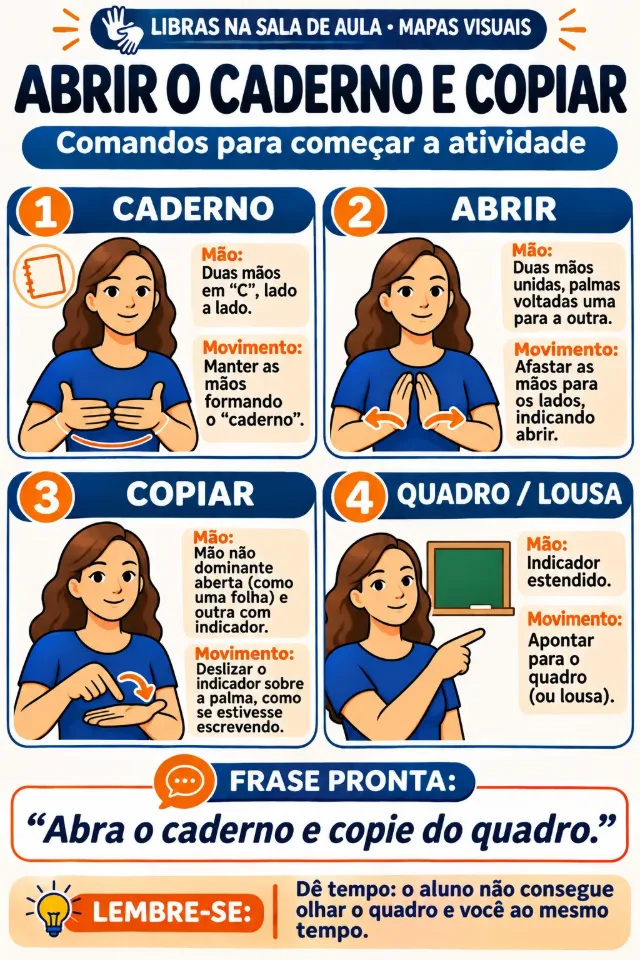 LIBRAS NA SALA DE AULA • MAPAS VISUAIS
ABRIR O CADERNO E COPIAR
Comandos para começar a atividade
1 CADERNO
Mão:
Duas mãos
em “C”, lado
a lado.
Movimento:
Manter as
mãos
formando
o “caderno”.
2 ABRIR
Mão:
Duas mãos
unidas, palmas
voltadas uma
para a outra.
Movimento:
Afastar as
mãos para
os lados,
indicando
abrir.
3 COPIAR
Mão:
Mão não
dominante
aberta (como
uma folha) e
outra com
indicador.
Movimento:
Deslizar o
indicador sobre
a palma, como
se estivesse
escrevendo.
4 QUADRO / LOUSA
Mão:
Indicador
estendido.
Movimento:
Apontar
para o
quadro
(ou lousa).
FRASE PRONTA:
“Abra o caderno e copie do quadro.”
LEMBRE-SE:
Dê tempo: o aluno não consegue
olhar o quadro e você ao mesmo
tempo.